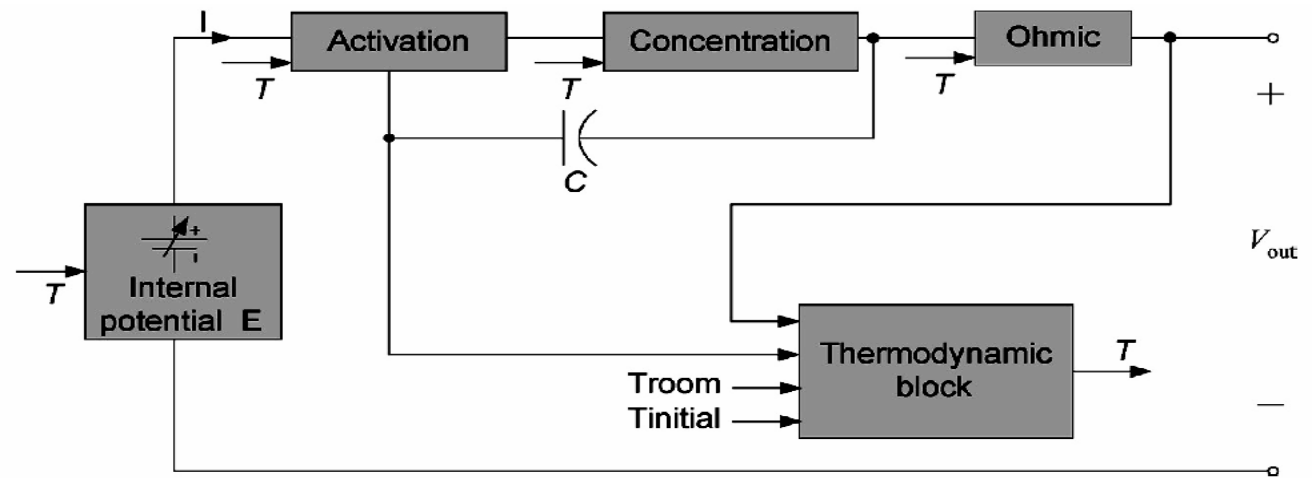 I
Activation
Concentration
Ohmic
T
T
T
+
C
+
T
Internal
potential E
V out
Thermodynamic
block
T
Troom
Tinitial
—